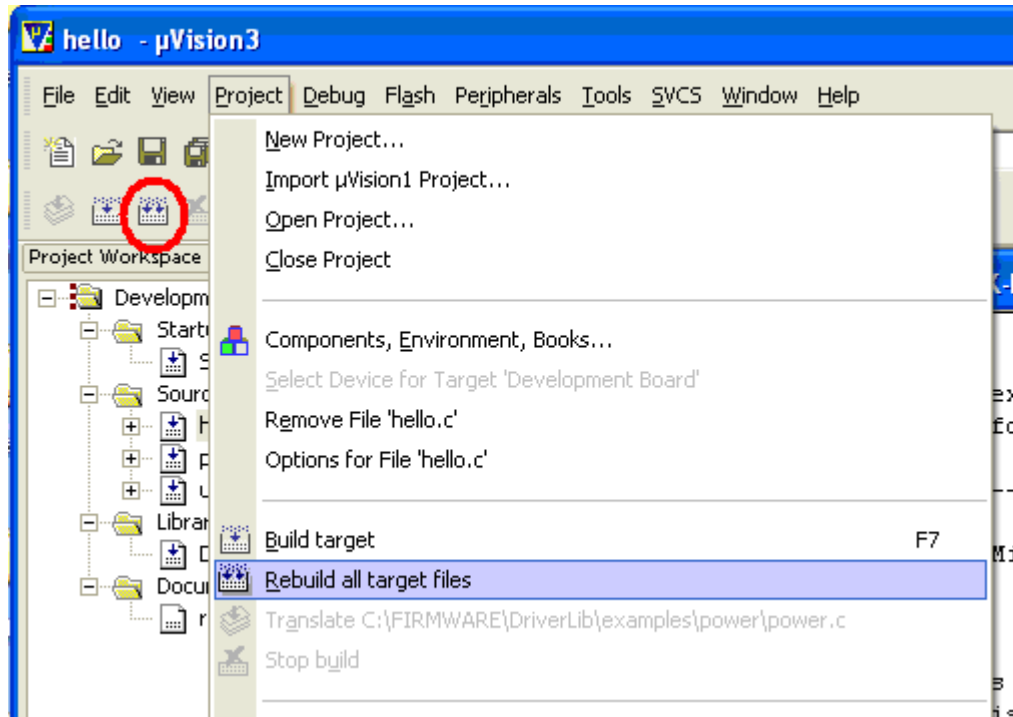 hello - µVision3
File Edit View Project Debug Flash Peripherals Tools SVCS Window Help
New Project...
Import µVision1 Project...
Open Project...
Close Project
Project Workspace
Components, Environment, Books...
Select Device for Target 'Development Board'
Remove File 'hello.c'
Options for File 'hello.c'
Build target F7
Rebuild all target files
Translate C:\FIRMWARE\DriverLib\examples\power\power.c
Stop build